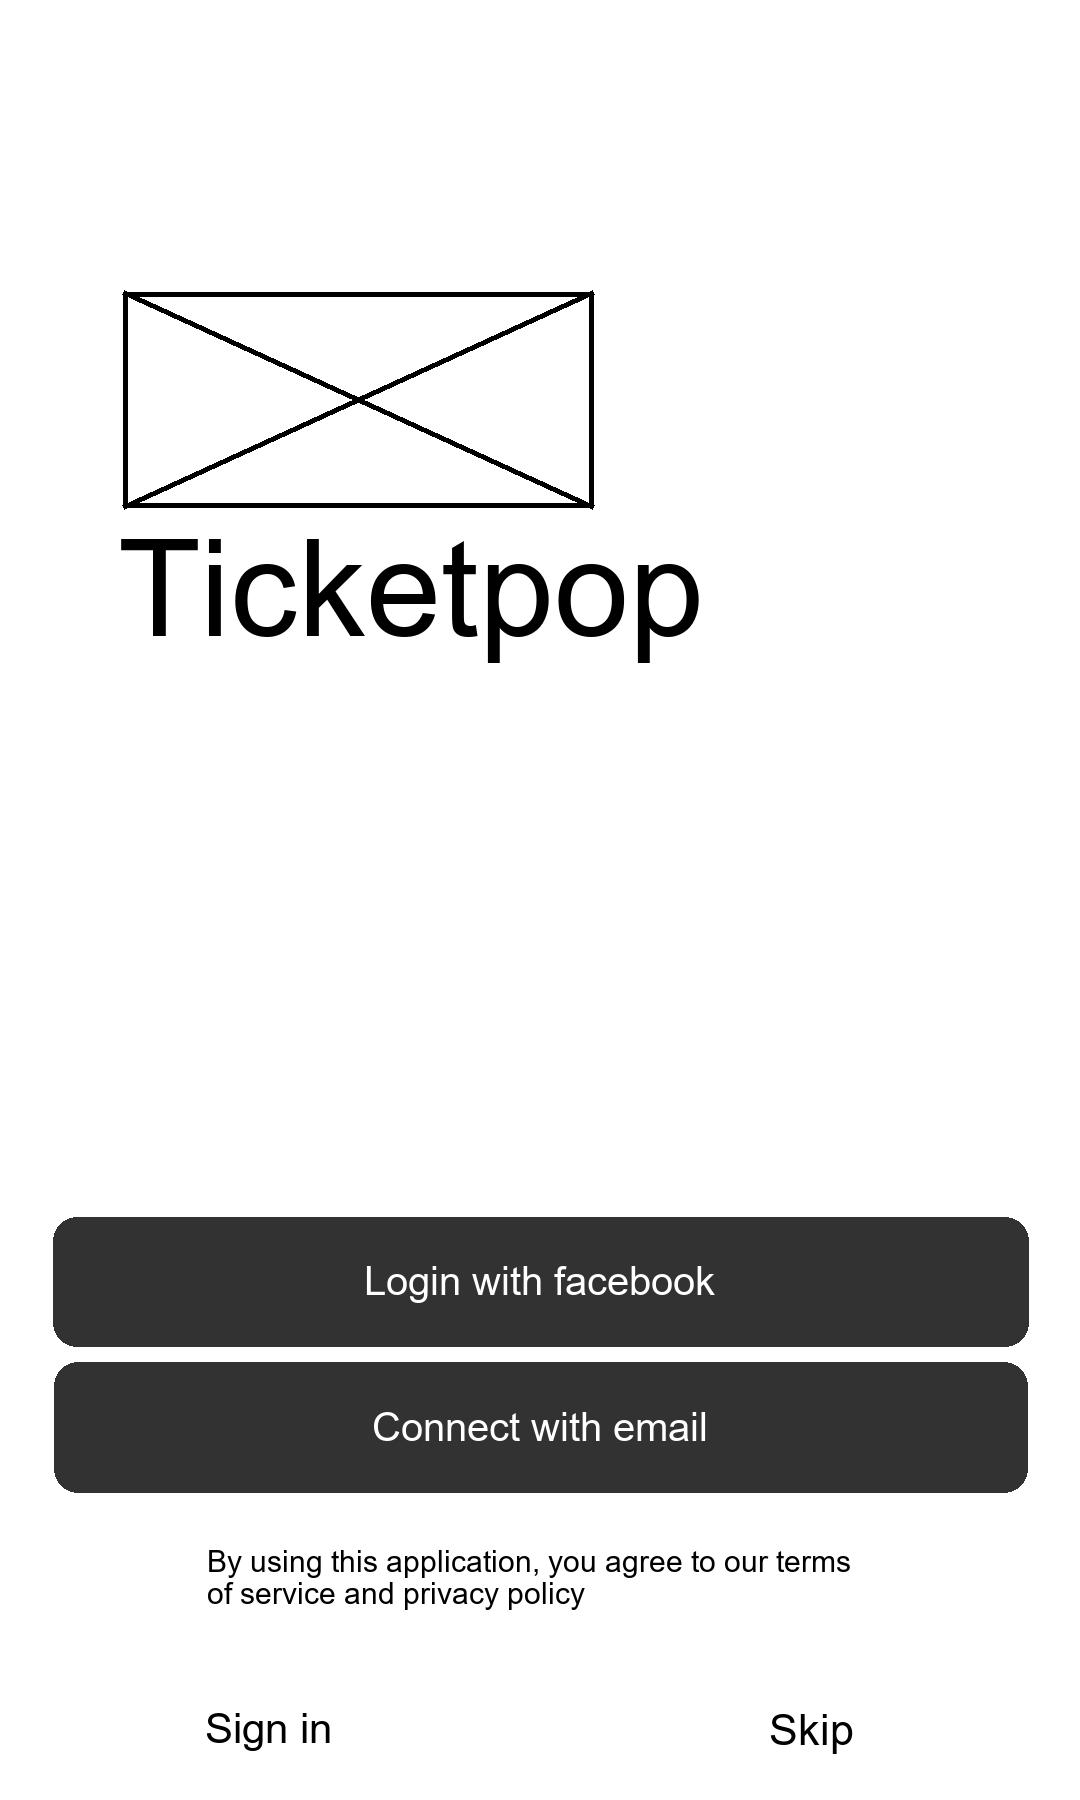 Ticketpop
Login with facebook
Connect with email
By using this application, you agree to our terms
of service and privacy policy
Sign in
Skip